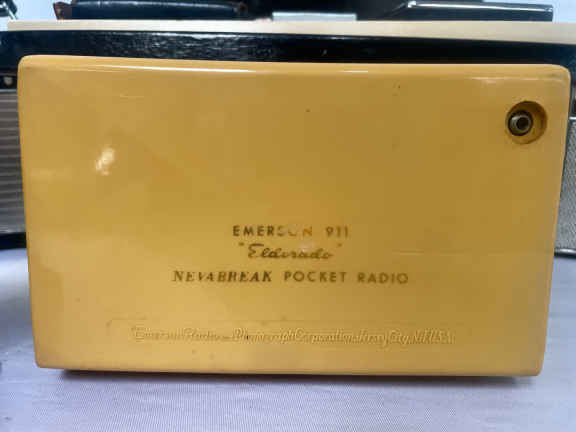 EMERSON 911
"Eldorado"
NEVABREAK POCKET RADIO
Emerson Radio & Phonograph Corporation Jersey City, N.J. U.S.A.